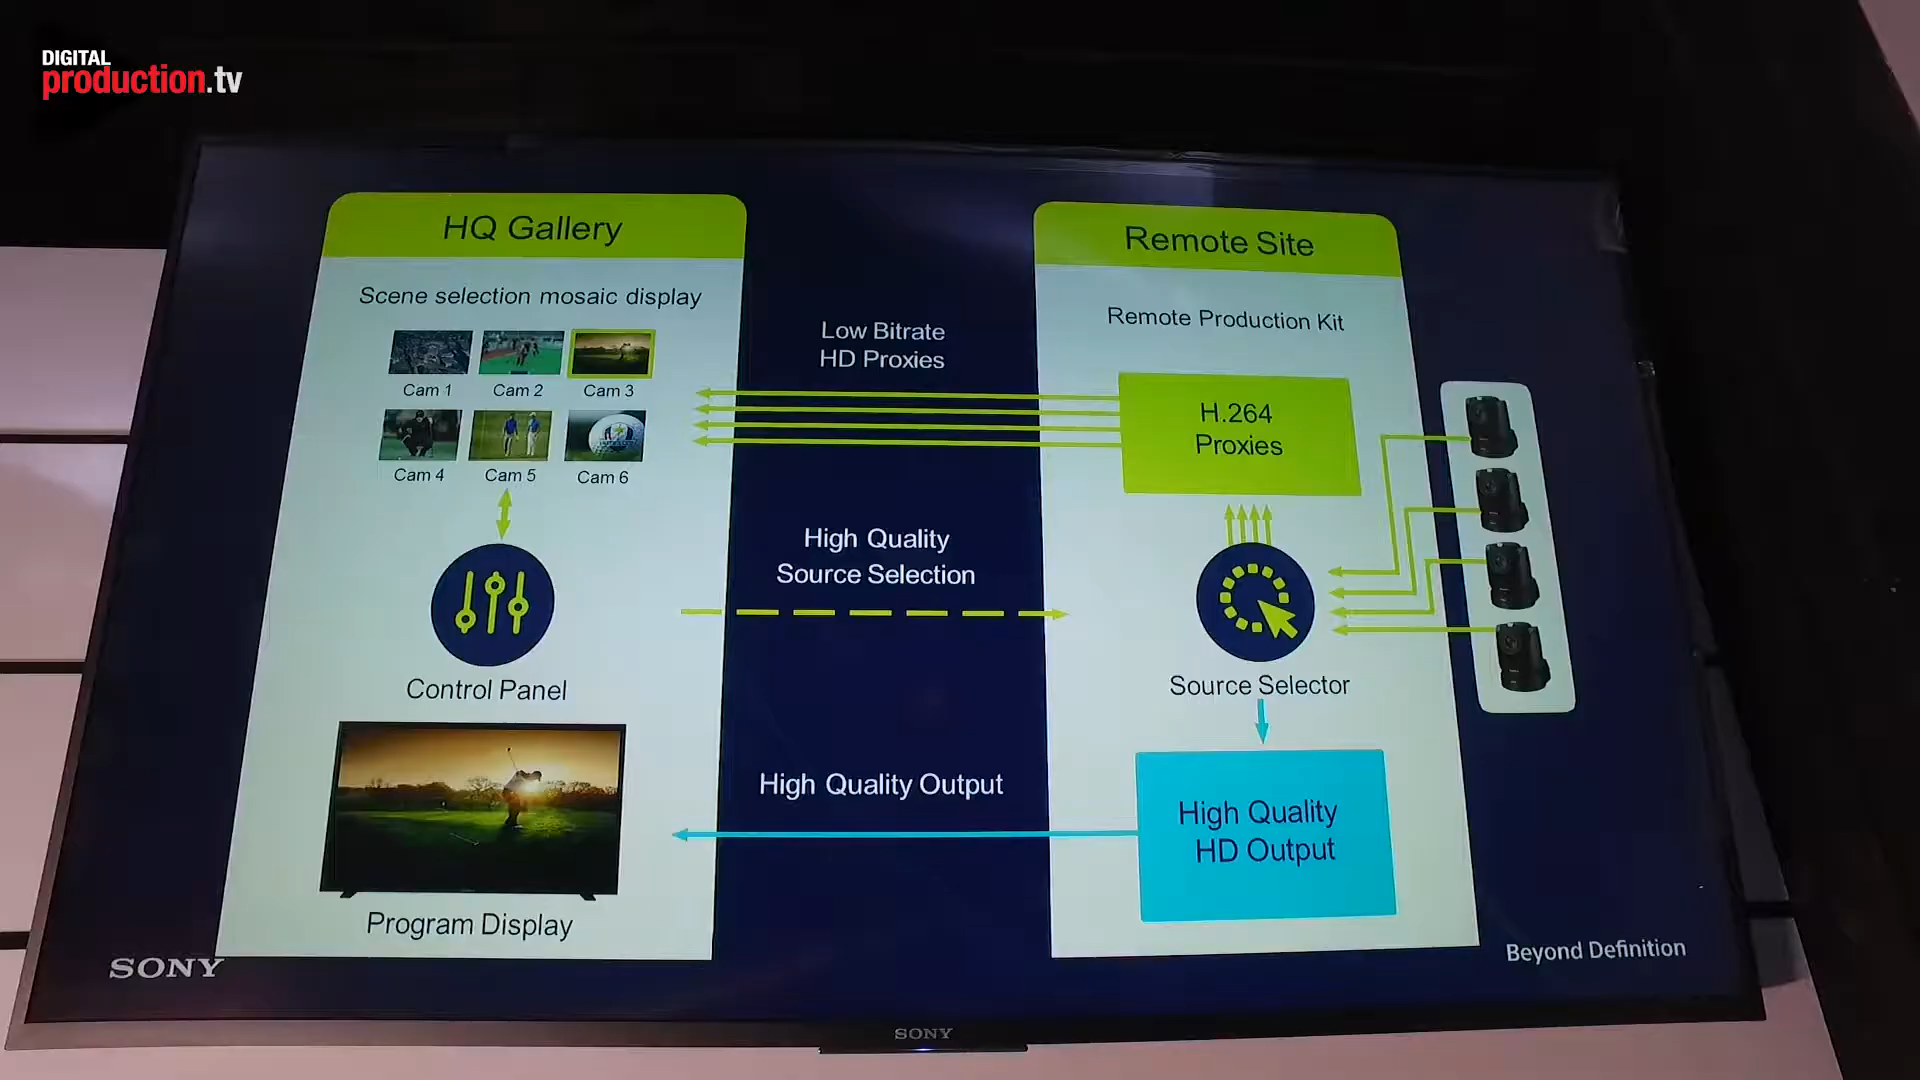 DIGITAL
production.tv
HQ Gallery
Scene selection mosaic display
Cam 1
Cam 2
Cam 3
Cam 4
Cam 5
Cam 6
Control Panel
Program Display
Low Bitrate
HD Proxies
High Quality
Source Selection
High Quality Output
Remote Site
Remote Production Kit
H.264
Proxies
Source Selector
High Quality
HD Output
SONY
Beyond Definition
SONY